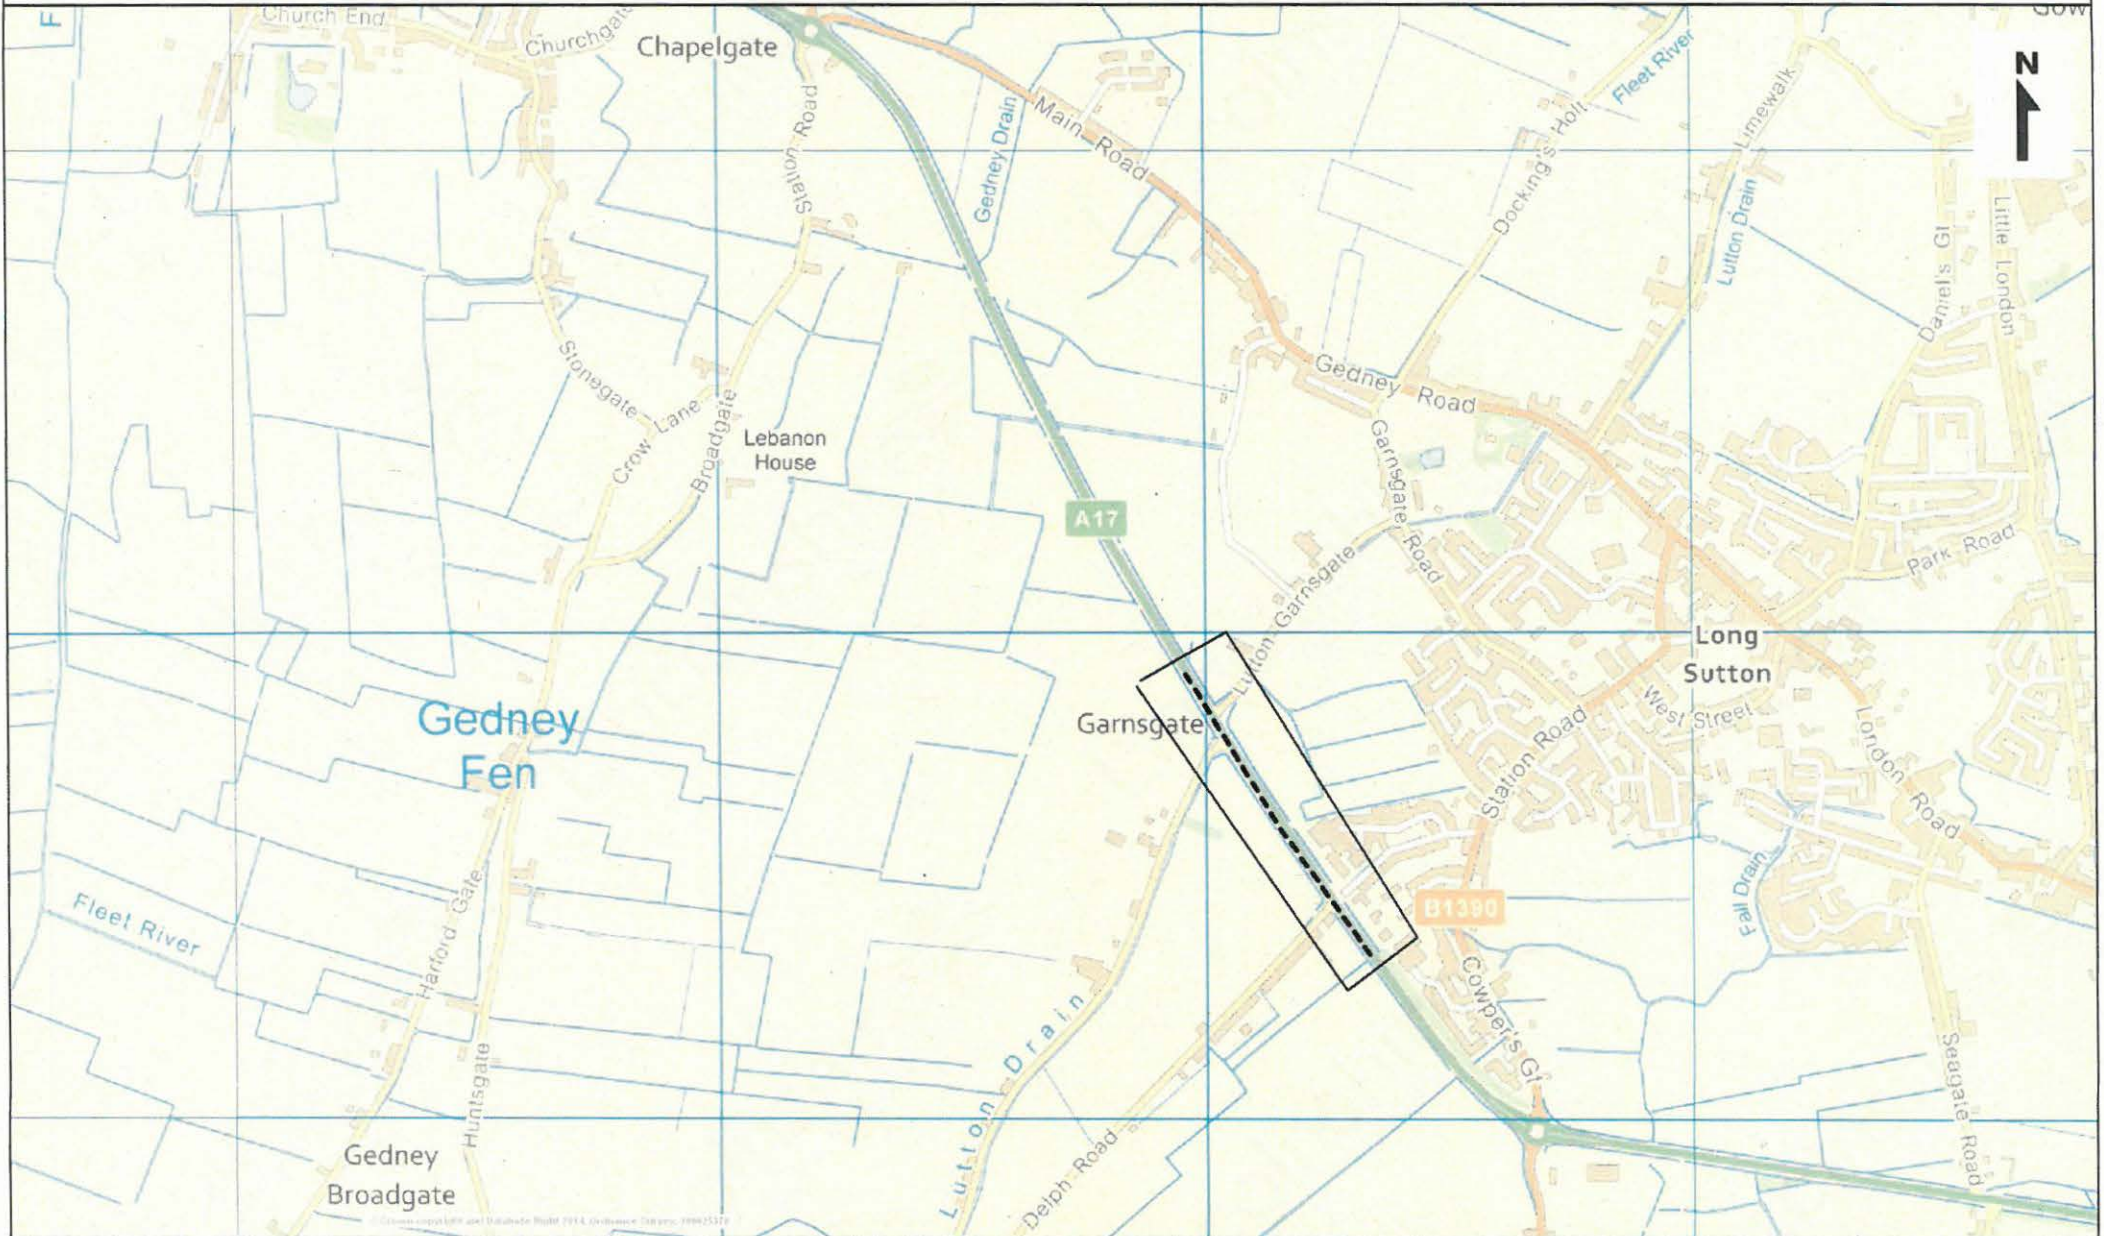 Church End
Churchgate
Chapelgate
N
Fleet River
Station Road
Gedney Drain
Main Road
Docking's Holt
Limewalk
Lutton Drain
Daniel's Gt
Little London
Stonegate
Crow Lane
Broadgate
Lebanon
House
Gedney Road
Garnsgate Road
A17
Park Road
Lutton Garnsgate
Long
Sutton
Gedney
Fen
Garnsgate
West Street
Station Road
London Road
Fleet River
Harford Gate
B1390
Fall Drain
Cowper's Gt
Lutton Drain
Huntsgate
Seagate Road
Delph Road
Gedney
Broadgate